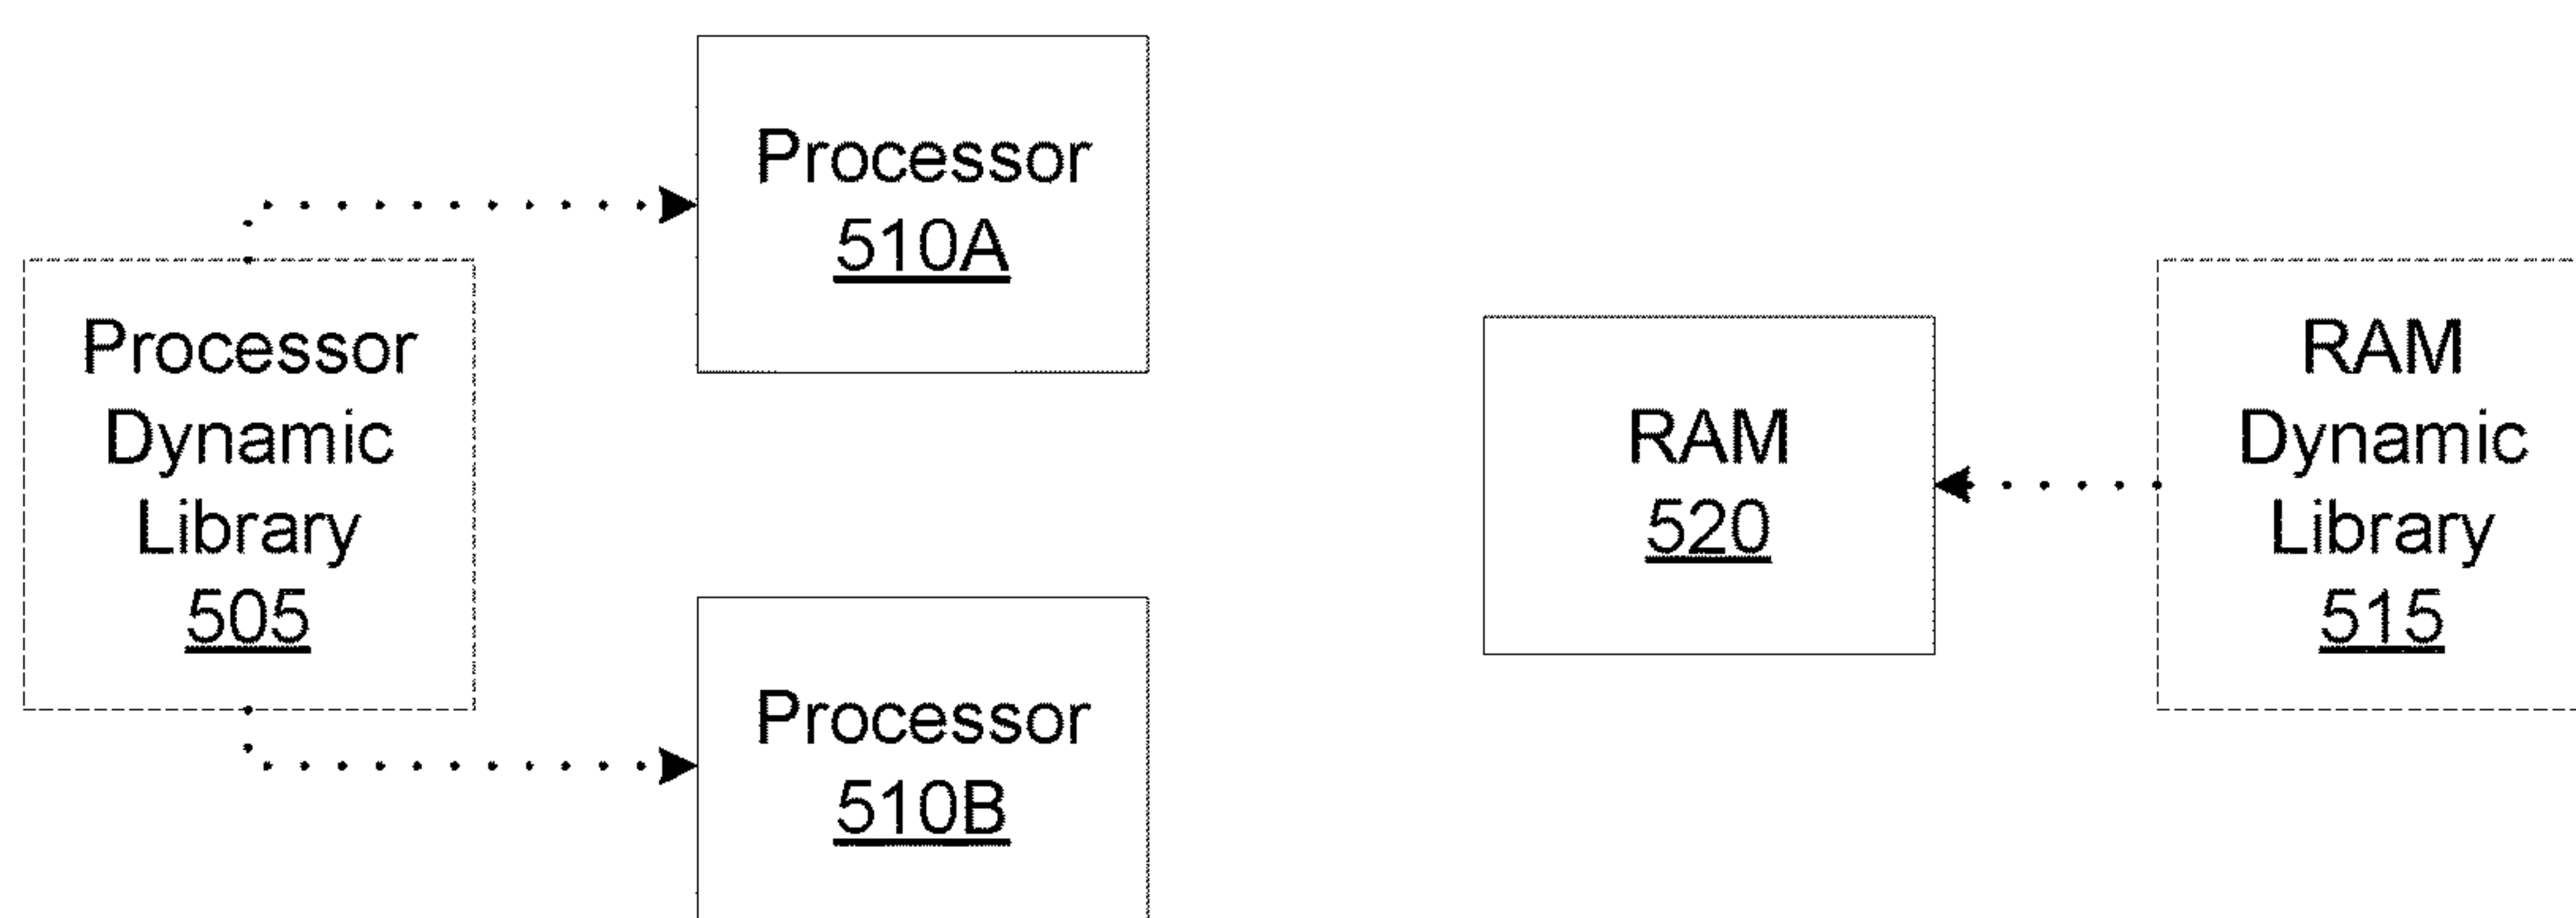 Processor
510A
Processor
Dynamic
Library
505
Processor
510B
RAM
520
RAM
Dynamic
Library
515